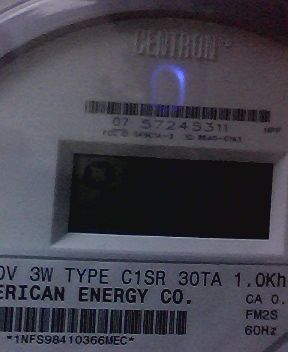 CENTRON
07 57245311
0V 3W TYPE C1SR 30TA 1.0Kh
ERICAN ENERGY CO. CA 0.
FM2S
*1NFS98410366MEC* 60Hz